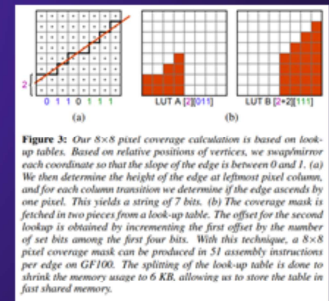 2
0 1 1 0 1 1 1
LUT A [2][011]
LUT B [2+2][111]
(a)
(b)
Figure 3: Our 8×8 pixel coverage calculation is based on look-
up tables. Based on relative positions of vertices, we swap/mirror
each coordinate so that the slope of the edge is between 0 and 1. (a)
We then determine the height of the edge at leftmost pixel column,
and for each column transition we determine if the edge ascends by
one pixel. This yields a string of 7 bits. (b) The coverage mask is
fetched in two pieces from a look-up table. The offset for the second
lookup is obtained by incrementing the first offset by the number
of set bits among the first four bits. With this technique, a 8×8
pixel coverage mask can be produced in 51 assembly instructions
per edge on GF100. The splitting of the look-up table is done to
shrink the memory usage to 6 KB, allowing us to store the table in
fast shared memory.